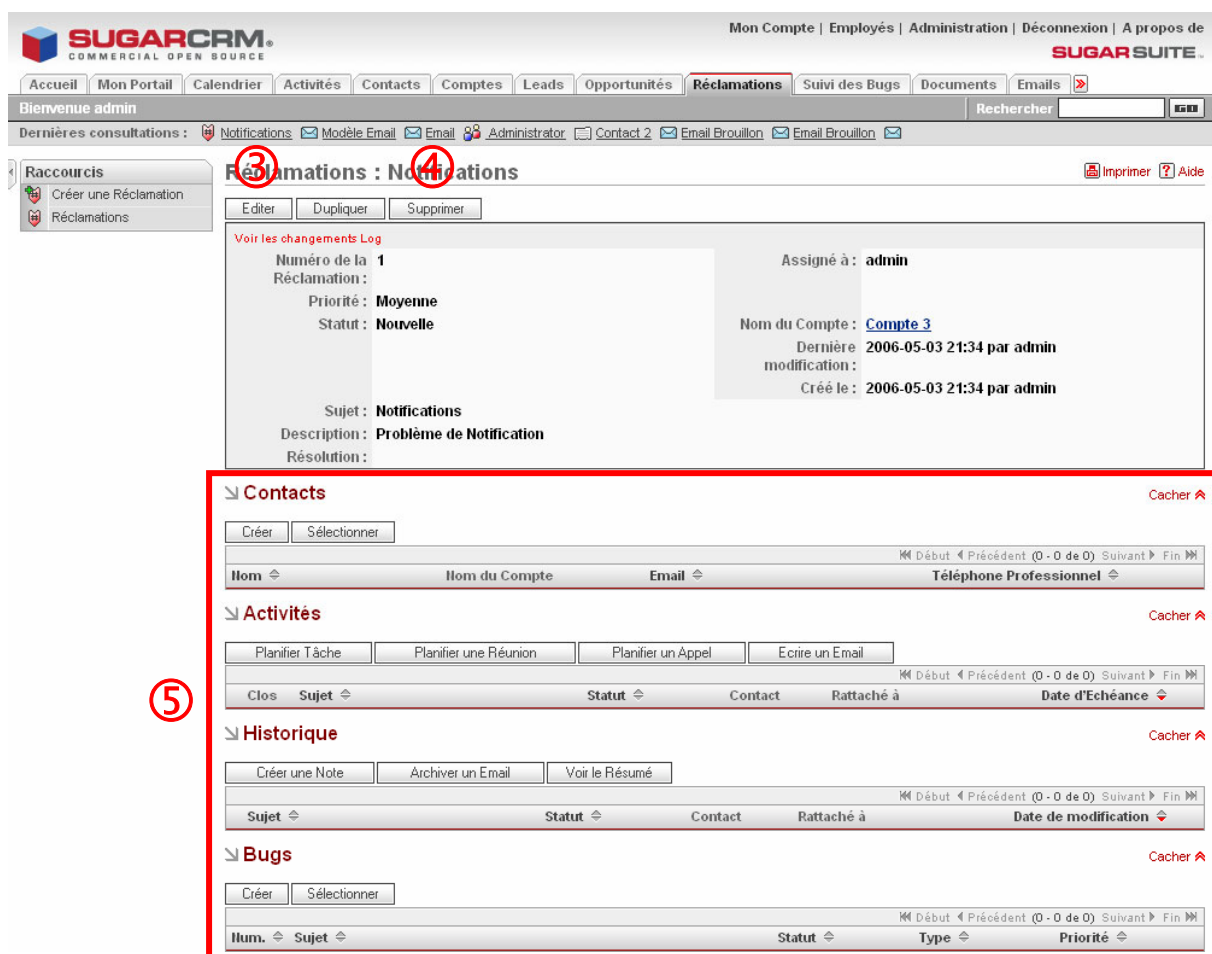 Mon Compte | Employés | Administration | Déconnexion | A propos de
SUGARCRM.
COMMERCIAL OPEN SOURCE
SUGARSUITE
Accueil Mon Portail Calendrier Activités Contacts Comptes Leads Opportunités Réclamations Suivi des Bugs Documents Emails
Bienvenue admin Rechercher GO
Dernières consultations : Notifications Modèle Email Email Administrator Contact 2 Email Brouillon Email Brouillon
Raccourcis
Créer une Réclamation
Réclamations
3 4
Réclamations : Notifications Imprimer ? Aide
Editer Dupliquer Supprimer
Voir les changements Log
Numéro de la Réclamation : 1 Assigné à : admin
Priorité : Moyenne
Statut : Nouvelle Nom du Compte : Compte 3
Dernière modification : 2006-05-03 21:34 par admin
Créé le : 2006-05-03 21:34 par admin
Sujet : Notifications
Description : Problème de Notification
Résolution :
5
Contacts Cacher
Créer Sélectionner
Début Précédent (0 - 0 de 0) Suivant Fin
Nom Nom du Compte Email Téléphone Professionnel
Activités Cacher
Planifier Tâche Planifier une Réunion Planifier un Appel Ecrire un Email
Début Précédent (0 - 0 de 0) Suivant Fin
Clos Sujet Statut Contact Rattaché à Date d'Echéance
Historique Cacher
Créer une Note Archiver un Email Voir le Résumé
Début Précédent (0 - 0 de 0) Suivant Fin
Sujet Statut Contact Rattaché à Date de modification
Bugs Cacher
Créer Sélectionner
Début Précédent (0 - 0 de 0) Suivant Fin
Num. Sujet Statut Type Priorité